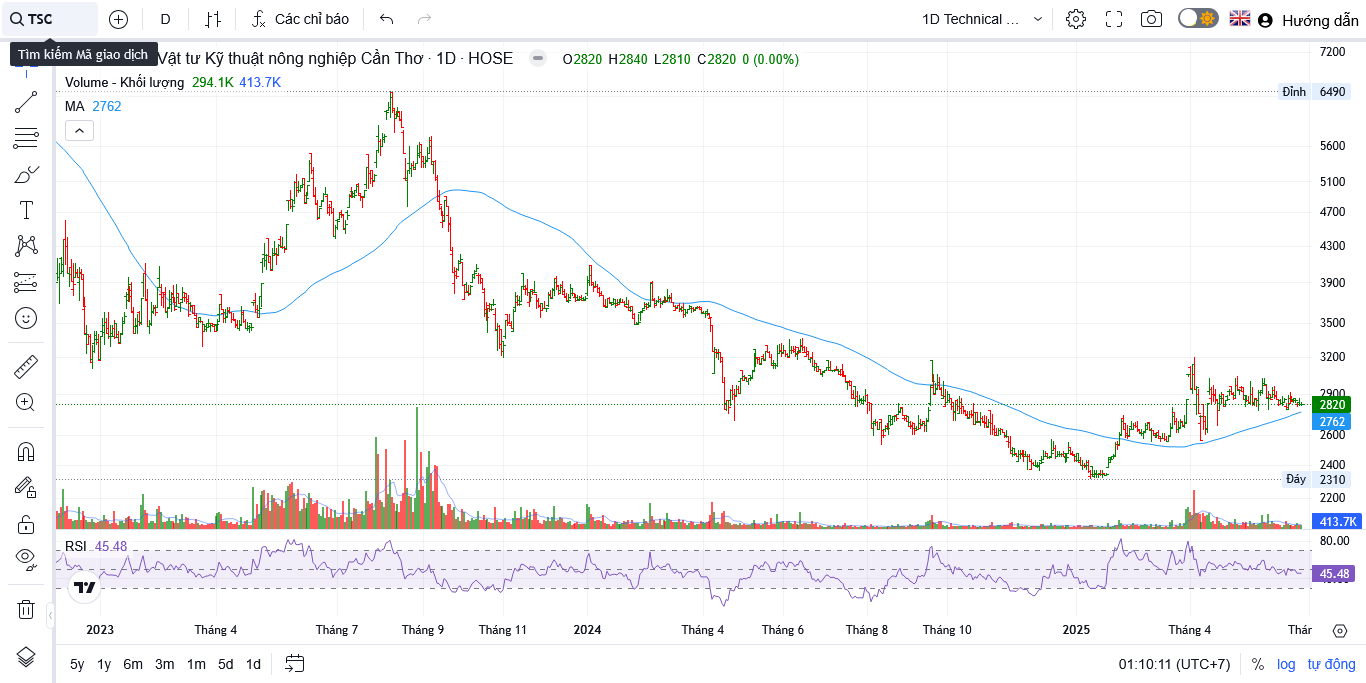 TSC
D
Các chỉ báo
1D Technical ...
Hướng dẫn
Tìm kiếm Mã giao dịch
Vật tư Kỹ thuật nông nghiệp Cần Thơ · 1D · HOSE
O2820 H2840 L2810 C2820 0 (0.00%)
Volume - Khối lượng 294.1K 413.7K
MA 2762
7200
Đỉnh 6490
5600
5100
4700
4300
3900
3500
3200
2900
2820
2762
2600
2400
Đáy 2310
2200
413.7K
RSI 45.48
80.00
45.48
2023
Tháng 4
Tháng 7
Tháng 9
Tháng 11
2024
Tháng 4
Tháng 6
Tháng 8
Tháng 10
2025
Tháng 4
Thár
5y 1y 6m 3m 1m 5d 1d
01:10:11 (UTC+7)
% log tự động